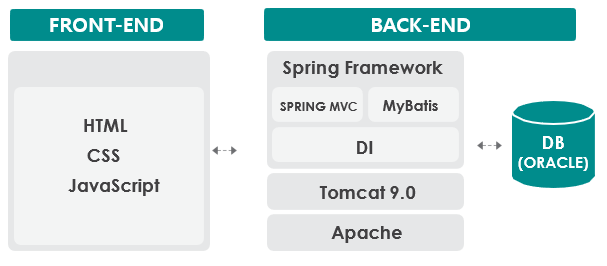 FRONT-END
BACK-END
HTML
CSS
JavaScript
Spring Framework
SPRING MVC
MyBatis
DI
Tomcat 9.0
Apache
DB
(ORACLE)